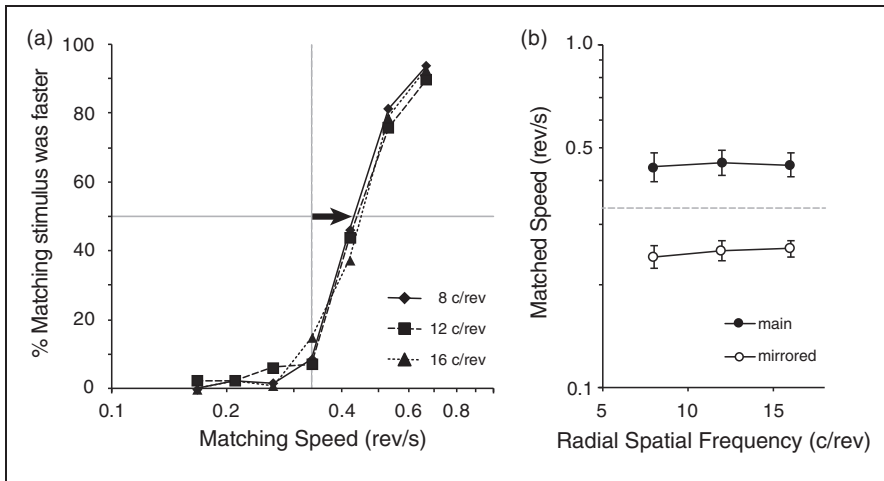 (a)
% Matching stimulus was faster
100
80
60
40
20
0
0.1
0.2
0.4
0.6
0.8
Matching Speed (rev/s)
8 c/rev
12 c/rev
16 c/rev
(b)
Matched Speed (rev/s)
1.0
0.5
0.1
5
10
15
Radial Spatial Frequency (c/rev)
main
mirrored